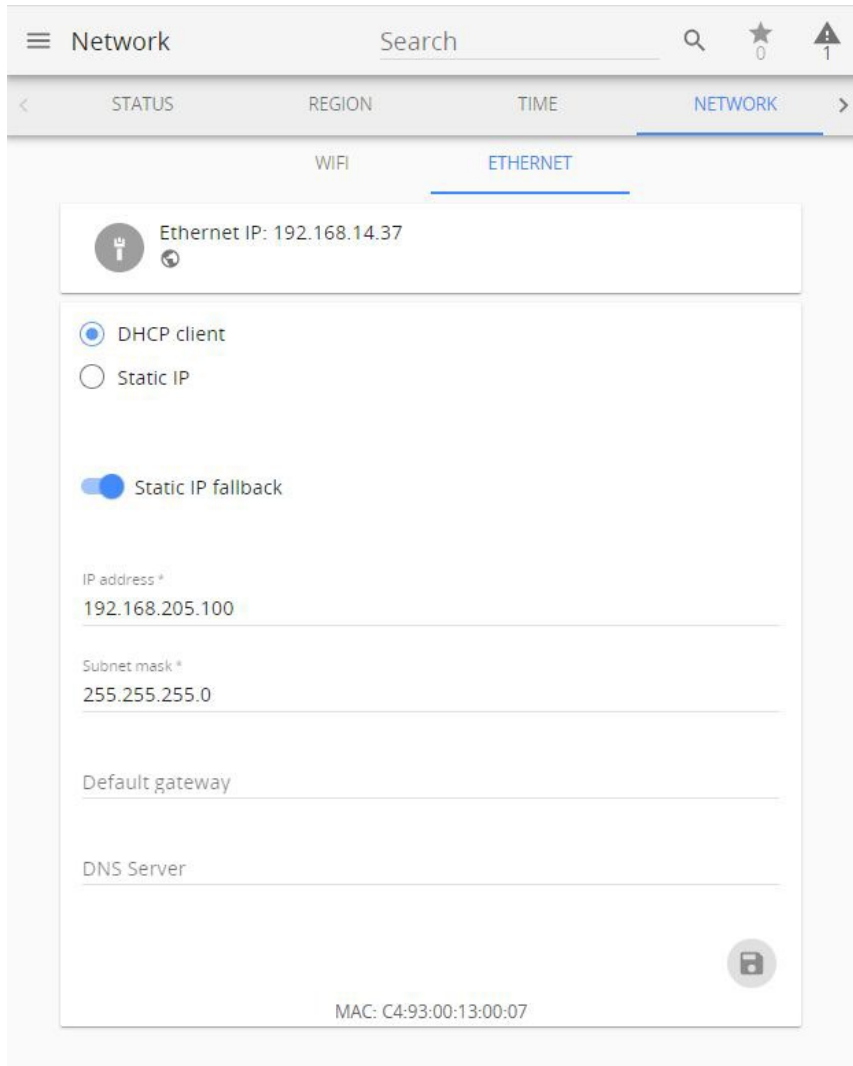 Network Search
0 1
STATUS REGION TIME NETWORK
WIFI ETHERNET
Ethernet IP: 192.168.14.37
DHCP client
Static IP
Static IP fallback
IP address *
192.168.205.100
Subnet mask *
255.255.255.0
Default gateway
DNS Server
MAC: C4:93:00:13:00:07